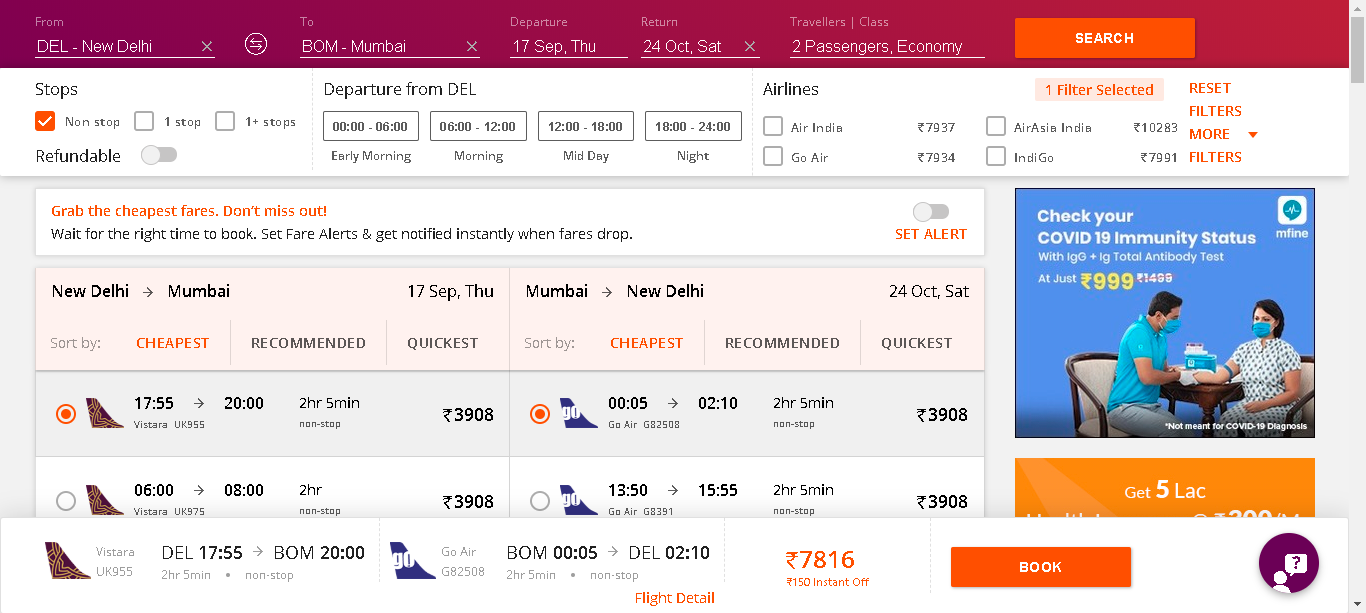 From
DEL - New Delhi
To
BOM - Mumbai
Departure
17 Sep, Thu
Return
24 Oct, Sat
Travellers | Class
2 Passengers, Economy
SEARCH
Stops
Non stop
1 stop
1+ stops
Refundable
Departure from DEL
00:00 - 06:00
06:00 - 12:00
12:00 - 18:00
18:00 - 24:00
Early Morning
Morning
Mid Day
Night
Airlines
1 Filter Selected
Air India ₹7937
AirAsia India ₹10283
Go Air ₹7934
IndiGo ₹7991
RESET
FILTERS
MORE
FILTERS
Grab the cheapest fares. Don't miss out!
Wait for the right time to book. Set Fare Alerts & get notified instantly when fares drop.
SET ALERT
New Delhi → Mumbai 17 Sep, Thu
Sort by: CHEAPEST RECOMMENDED QUICKEST
17:55 → 20:00 2hr 5min ₹3908
Vistara UK955 non-stop
06:00 → 08:00 2hr ₹3908
Vistara UK975 non-stop
Mumbai → New Delhi 24 Oct, Sat
Sort by: CHEAPEST RECOMMENDED QUICKEST
go 00:05 → 02:10 2hr 5min ₹3908
Go Air G82508 non-stop
go 13:50 → 15:55 2hr 5min ₹3908
Go Air G8391 non-stop
Check your
COVID 19 Immunity Status
With IgG + Ig Total Antibody Test
At Just ₹999 ₹1499
mfine
*Not meant for COVID-19 Diagnosis
Get 5 Lac
Vistara
UK955
DEL 17:55 → BOM 20:00
2hr 5min • non-stop
go
Go Air
G82508
BOM 00:05 → DEL 02:10
2hr 5min • non-stop
Flight Detail
₹7816
₹150 Instant Off
BOOK
?